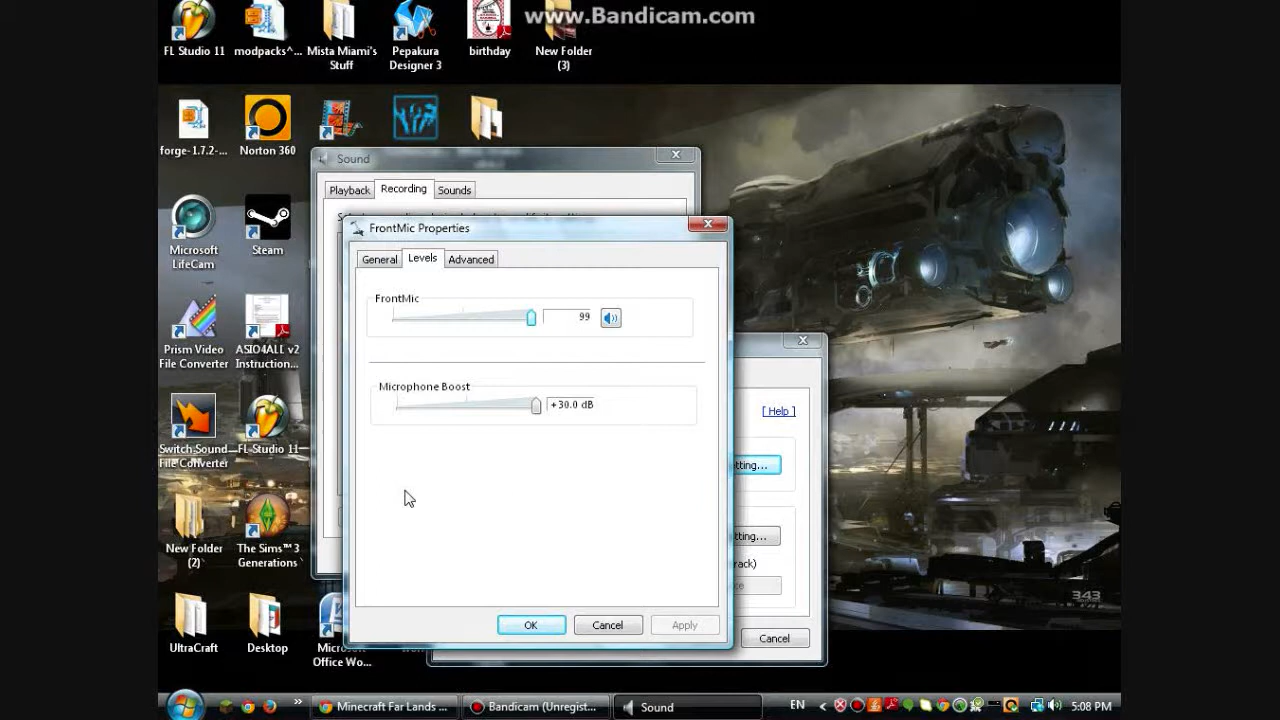 www.Bandicam.com
FL Studio 11
modpacks^...
Mista Miami's
Stuff
Pepakura
Designer 3
birthday
New Folder
(3)
forge-1.7.2-...
Norton 360
Microsoft
LifeCam
Steam
Prism Video
File Converter
ASIO4ALL v2
Instruction...
Switch Sound
File Converter
FL Studio 11
New Folder
(2)
The Sims™ 3
Generations
UltraCraft
Desktop
Office Wo...
Sound
Playback
Recording
Sounds
FrontMic Properties
General
Levels
Advanced
FrontMic
99
Microphone Boost
+30.0 dB
OK
Cancel
Apply
[ Help ]
tting...
tting...
rack)
Cancel
343
Minecraft Far Lands ...
Bandicam (Unregist...
Sound
EN
5:08 PM